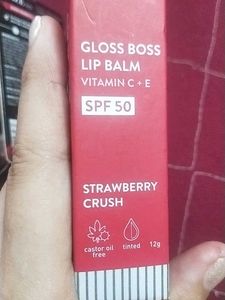 GLOSS BOSS
LIP BALM
VITAMIN C + E
SPF 50
STRAWBERRY
CRUSH
castor oil
free
tinted
12g